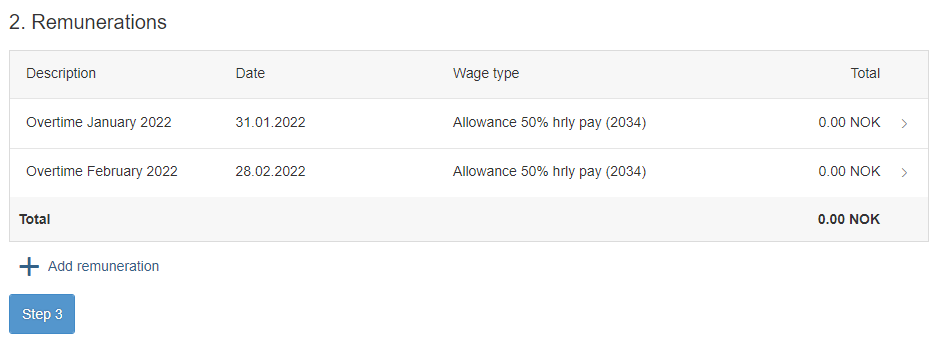 2. Remunerations
Description Date Wage type Total
Overtime January 2022 31.01.2022 Allowance 50% hrly pay (2034) 0.00 NOK
Overtime February 2022 28.02.2022 Allowance 50% hrly pay (2034) 0.00 NOK
Total 0.00 NOK
Add remuneration
Step 3